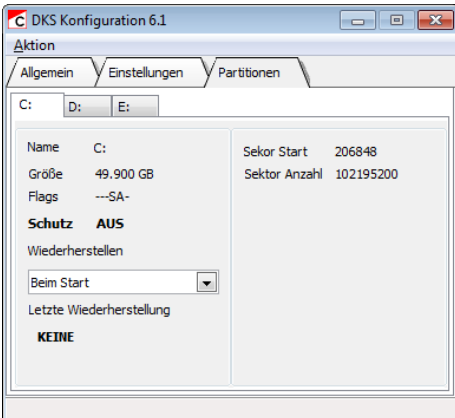 DKS Konfiguration 6.1
Aktion
Allgemein Einstellungen Partitionen
C: D: E:
Name C:
Größe 49.900 GB
Flags ---SA-
Schutz AUS
Wiederherstellen
Beim Start
Letzte Wiederherstellung
KEINE
Sekor Start 206848
Sektor Anzahl 102195200